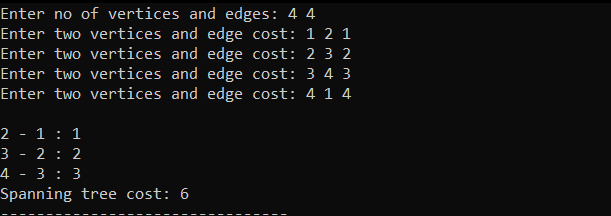 Enter no of vertices and edges: 4 4
Enter two vertices and edge cost: 1 2 1
Enter two vertices and edge cost: 2 3 2
Enter two vertices and edge cost: 3 4 3
Enter two vertices and edge cost: 4 1 4
2 - 1 : 1
3 - 2 : 2
4 - 3 : 3
Spanning tree cost: 6
--------------------------------